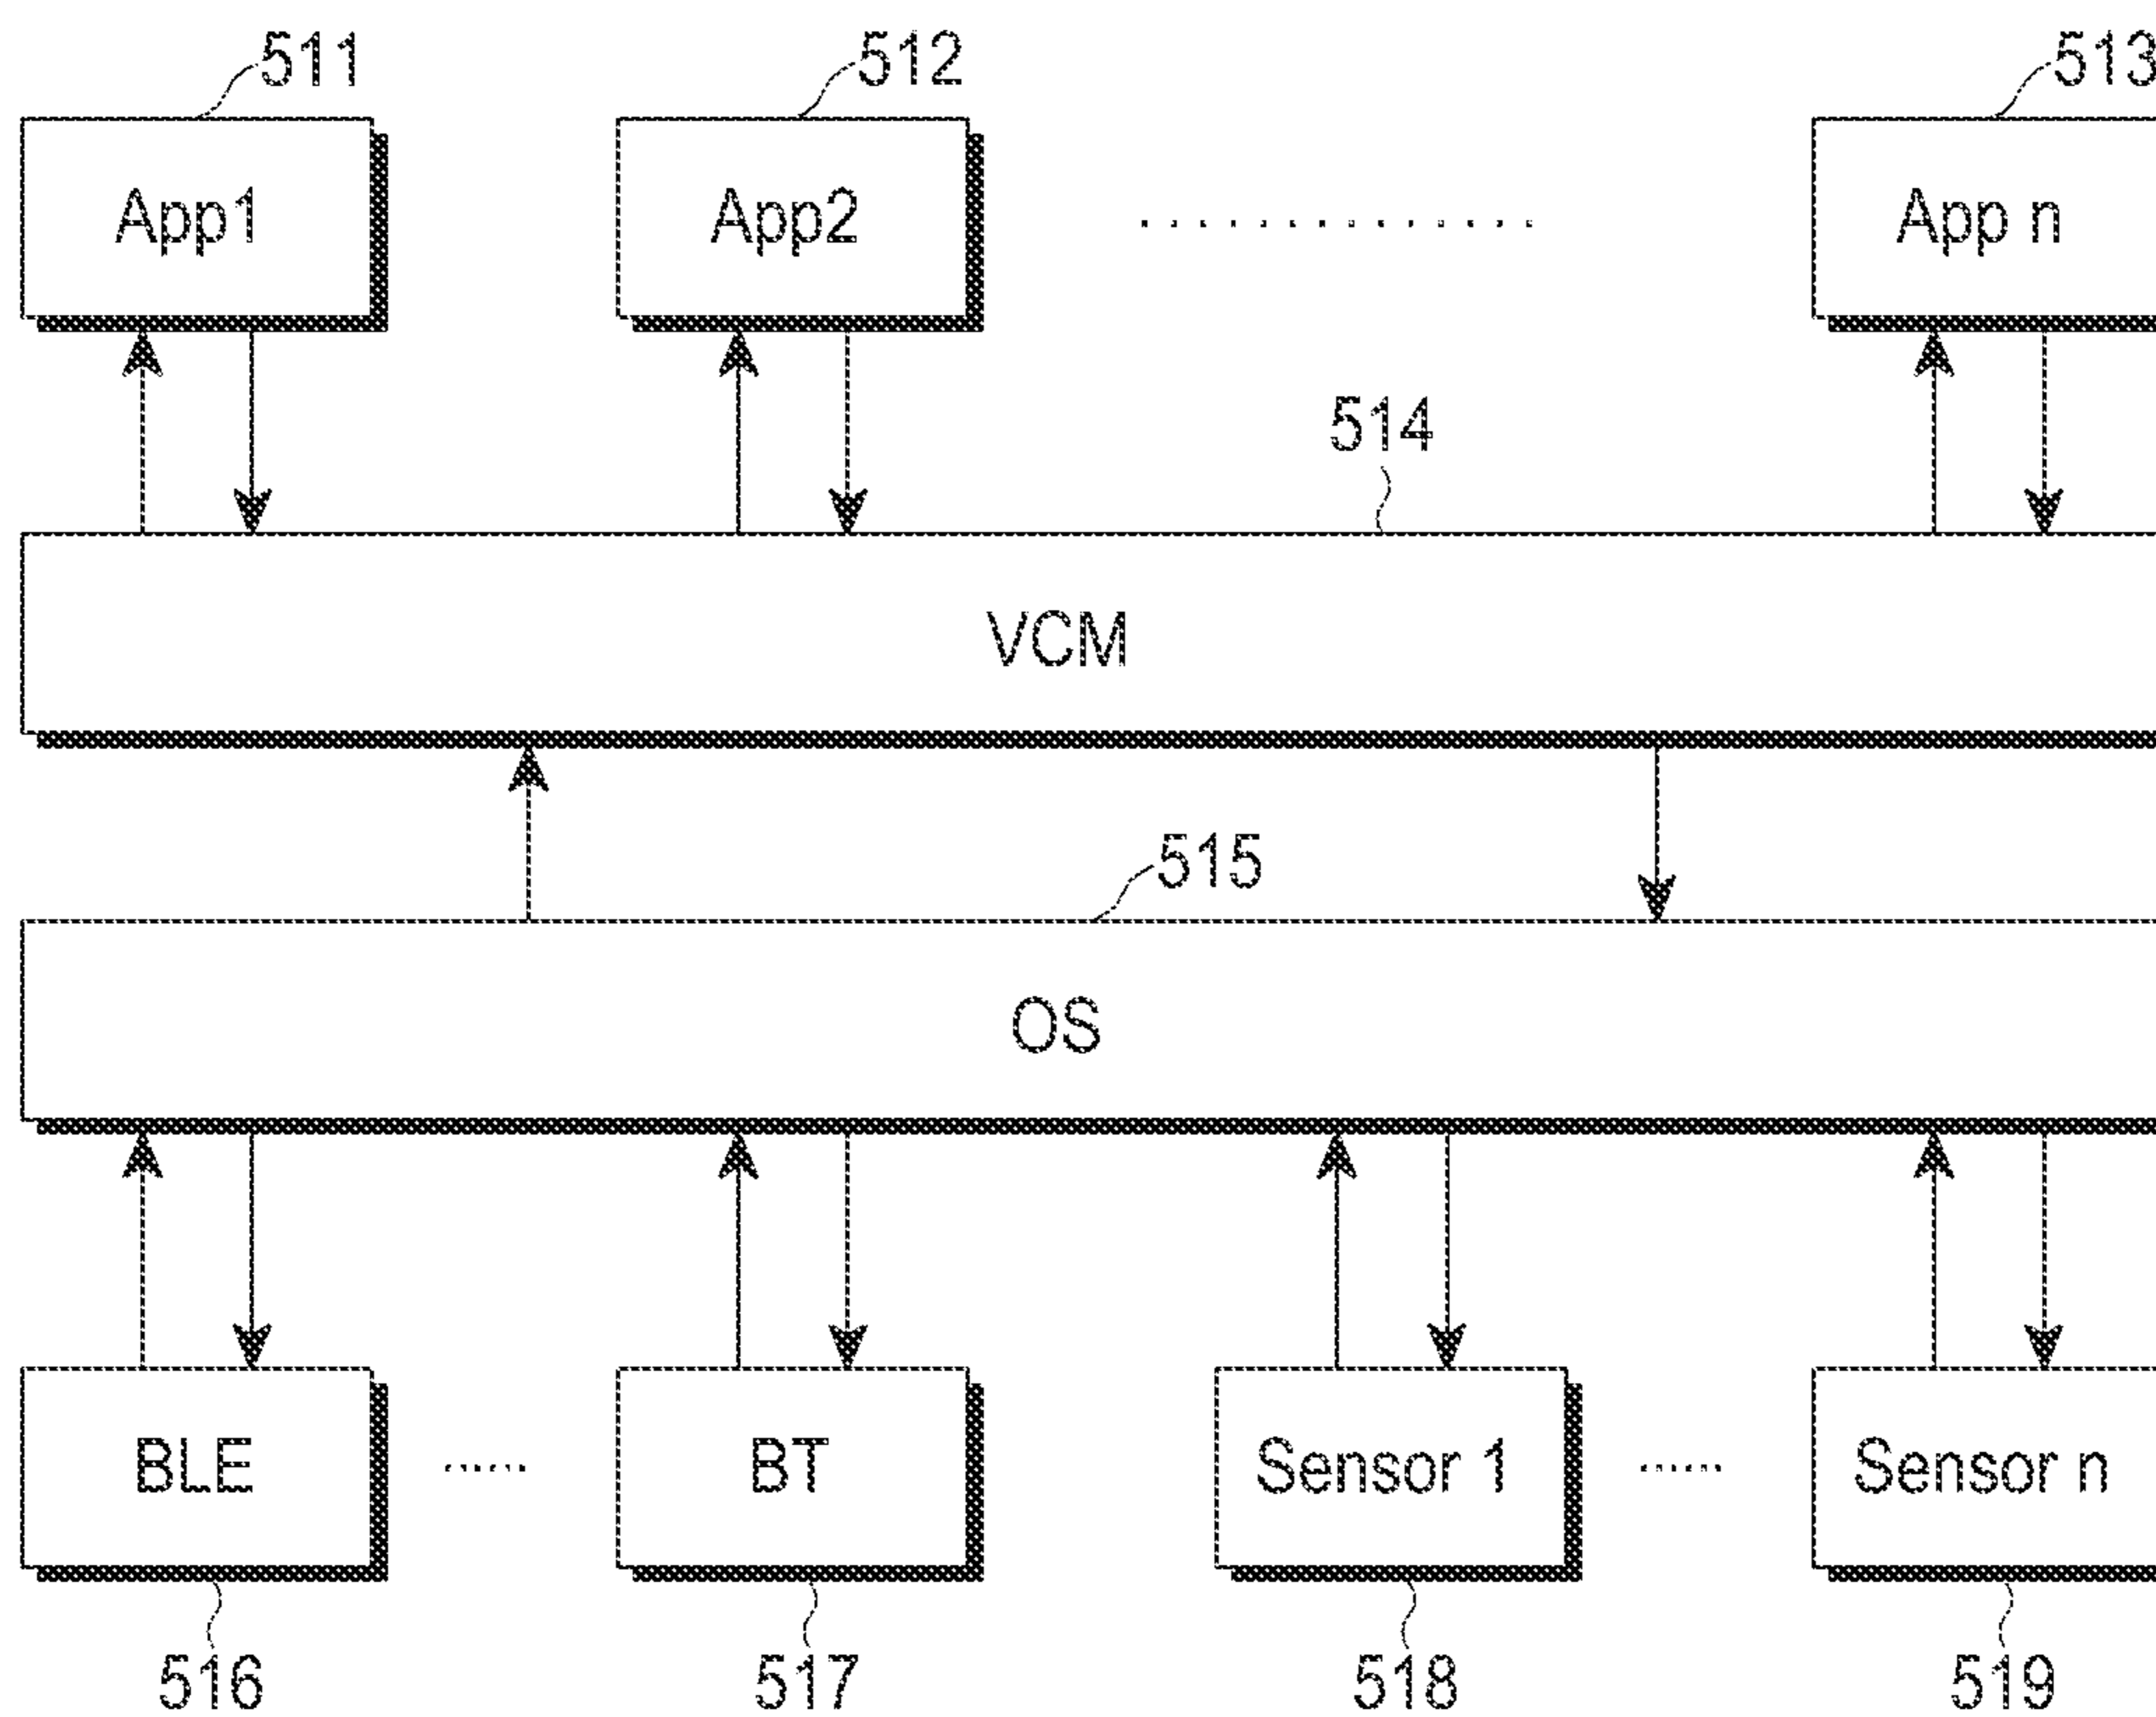 511 512 513
App1 App2 App n
514
VCM
515
OS
BLE BT Sensor 1 Sensor n
516 517 518 519